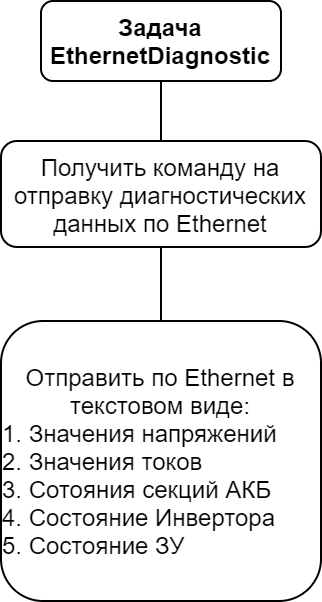 Задача
EthernetDiagnostic
Получить команду на
отправку диагностических
данных по Ethernet
Отправить по Ethernet в
текстовом виде:
1. Значения напряжений
2. Значения токов
3. Сотояния секций АКБ
4. Состояние Инвертора
5. Состояние ЗУ